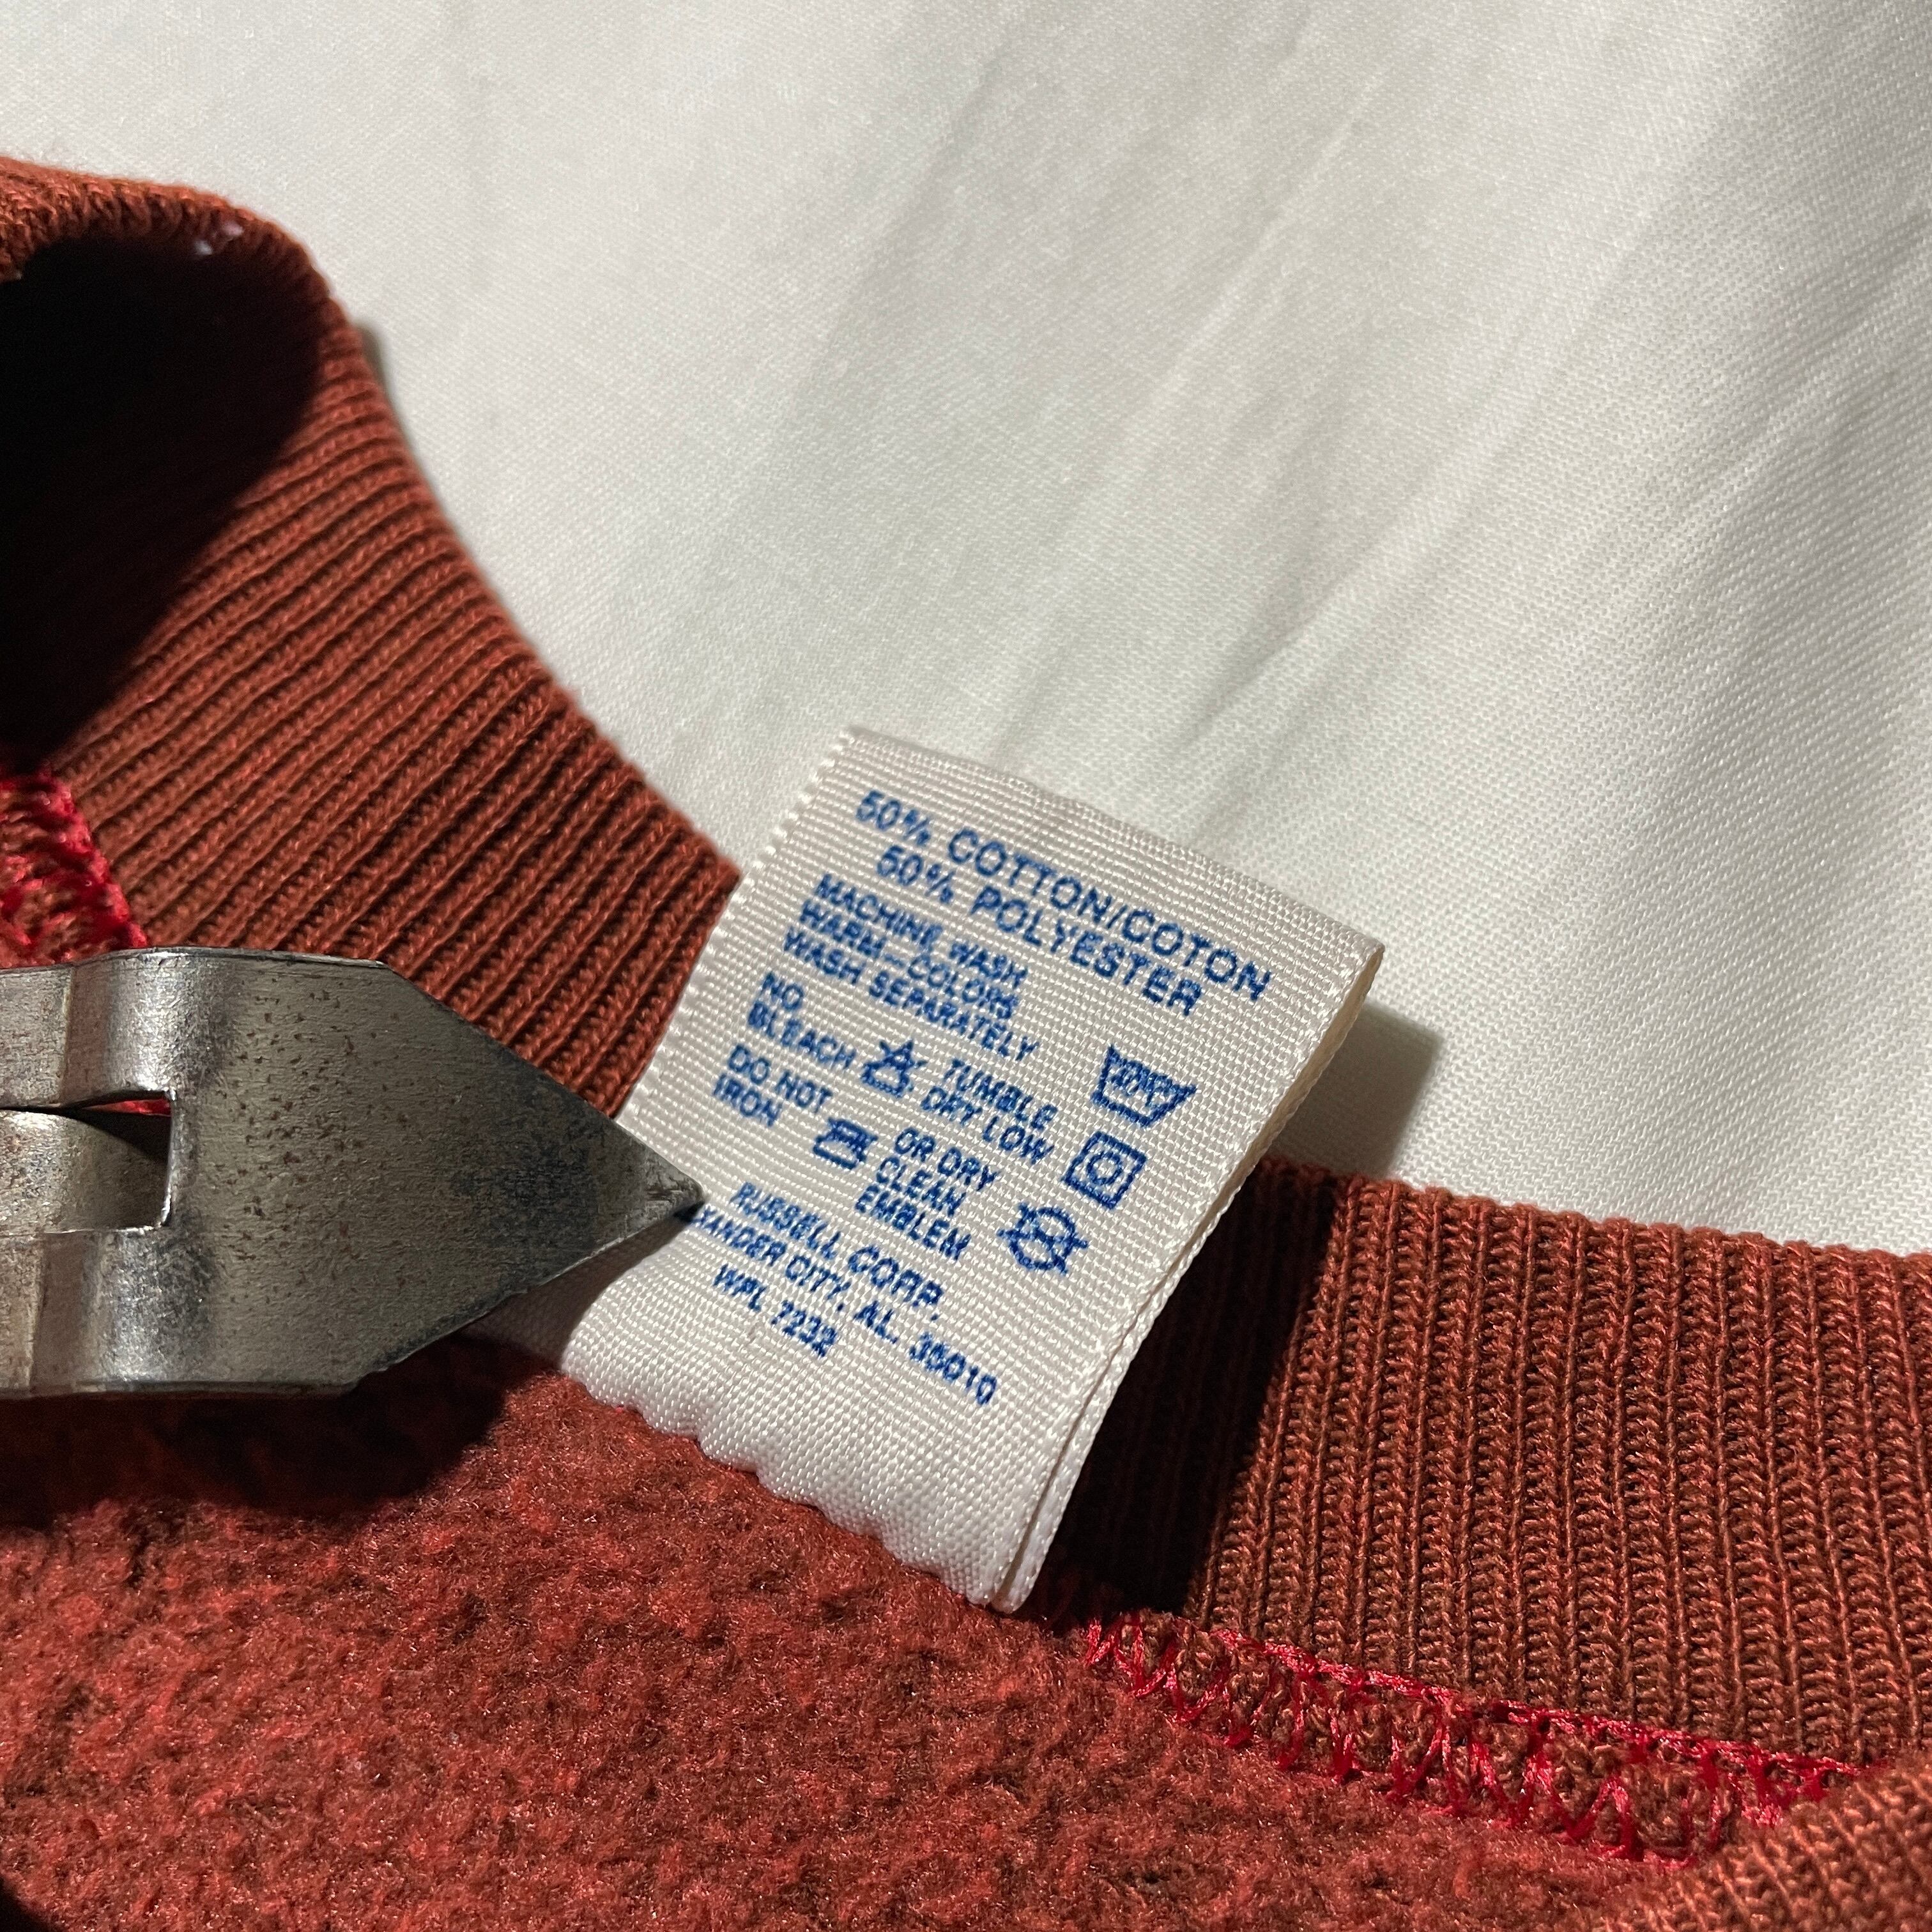 50% COTTON/COTON
50% POLYESTER
MACHINE WASH
WARM—COLORS
WASH SEPARATELY
NO
BLEACH
TUMBLE
DRY LOW
DO NOT
IRON
OR DRY
CLEAN
EMBLEM
RUSSELL CORP.
ANDER CITY, AL. 35010
WPL 7232